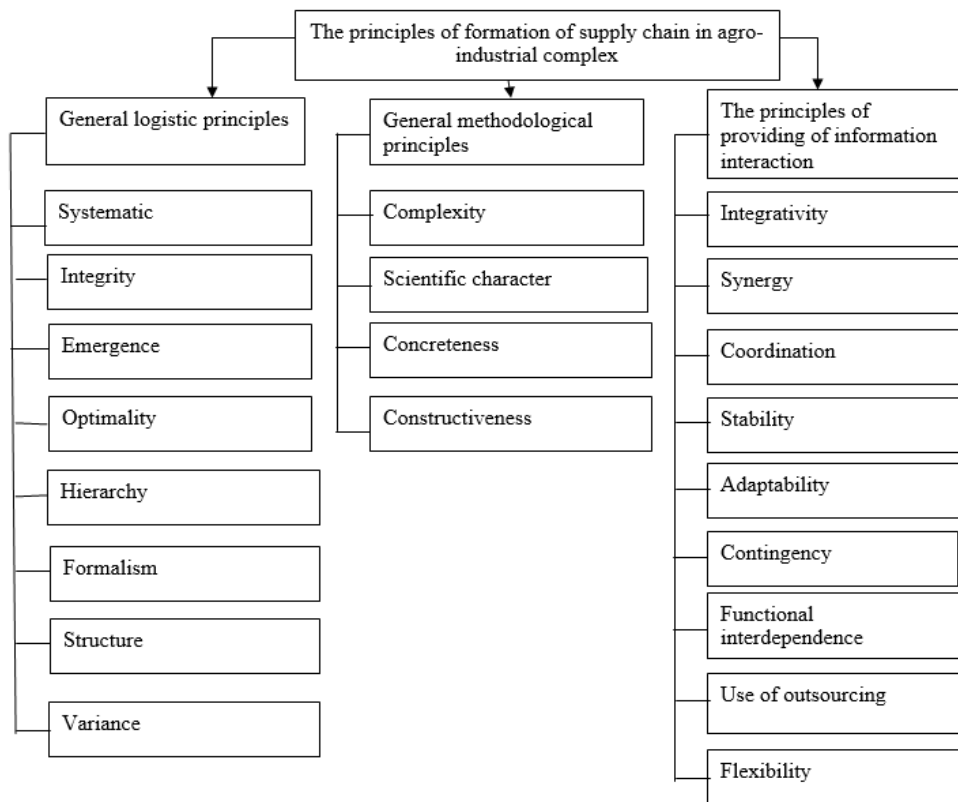 The principles of formation of supply chain in agro-
industrial complex
General logistic principles
Systematic
Integrity
Emergence
Optimality
Hierarchy
Formalism
Structure
Variance
General methodological
principles
Complexity
Scientific character
Concreteness
Constructiveness
The principles of
providing of information
interaction
Integrativity
Synergy
Coordination
Stability
Adaptability
Contingency
Functional
interdependence
Use of outsourcing
Flexibility